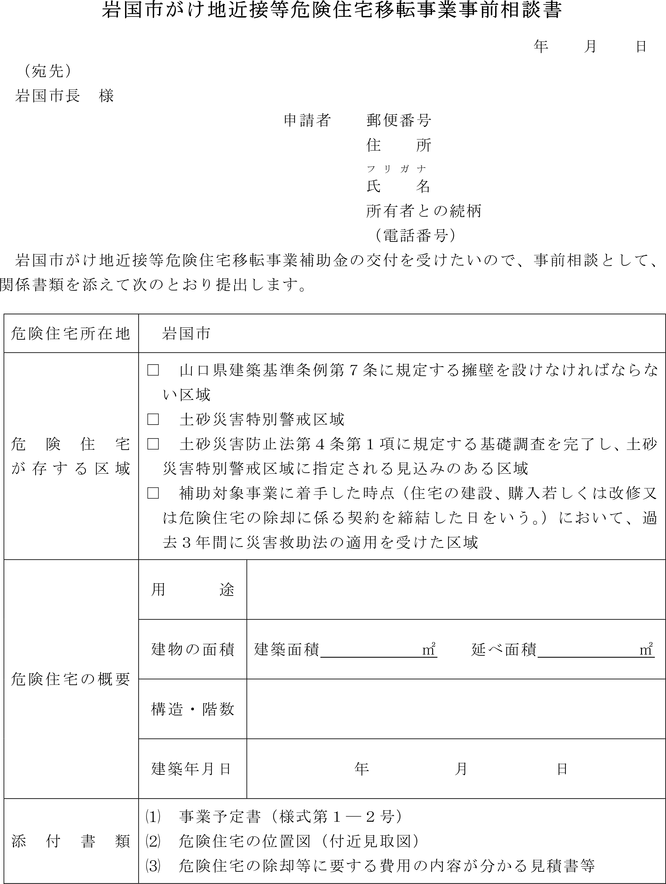 岩国市がけ地近接等危険住宅移転事業事前相談書
年　　月　　日
（宛先）
岩国市長　様
申請者　　郵便番号
住　　所
フリガナ
氏　　名
所有者との続柄
（電話番号）
岩国市がけ地近接等危険住宅移転事業補助金の交付を受けたいので、事前相談として、
関係書類を添えて次のとおり提出します。
危険住宅所在地　岩国市
危険住宅
が存する区域
□　山口県建築基準条例第７条に規定する擁壁を設けなければならな
い区域
□　土砂災害特別警戒区域
□　土砂災害防止法第４条第１項に規定する基礎調査を完了し、土砂
災害特別警戒区域に指定される見込みのある区域
□　補助対象事業に着手した時点（住宅の建設、購入若しくは改修又
は危険住宅の除却に係る契約を締結した日をいう。）において、過
去３年間に災害救助法の適用を受けた区域
危険住宅の概要
用　　途
建物の面積　建築面積　　　　　　㎡　　延べ面積　　　　　　㎡
構造・階数
建築年月日　　　　年　　　　月　　　　日
添付書類
⑴　事業予定書（様式第１―２号）
⑵　危険住宅の位置図（付近見取図）
⑶　危険住宅の除却等に要する費用の内容が分かる見積書等